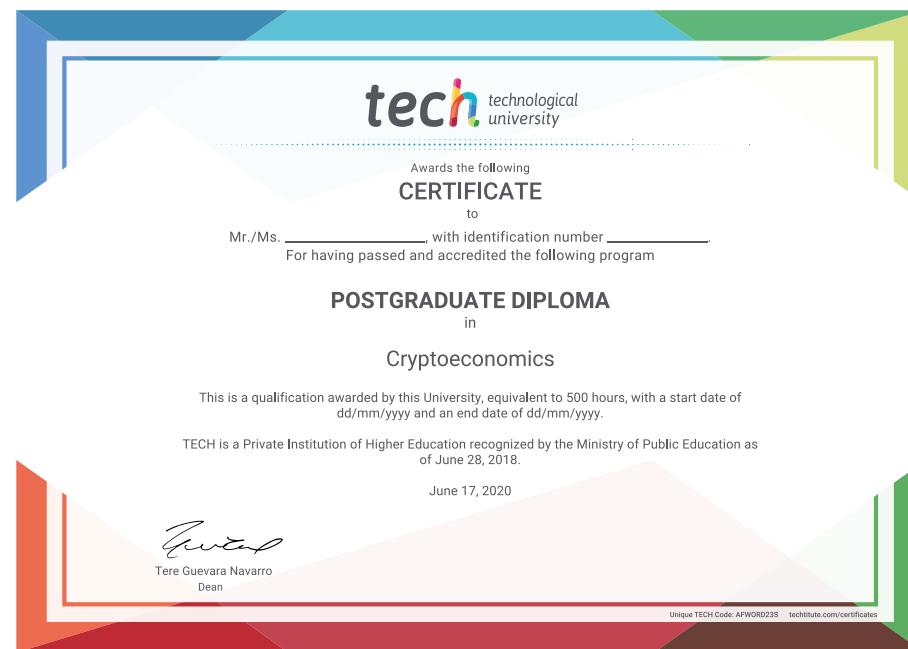 tech technological
university
Awards the following
CERTIFICATE
to
Mr./Ms. ____________________, with identification number ______________.
For having passed and accredited the following program
POSTGRADUATE DIPLOMA
in
Cryptoeconomics
This is a qualification awarded by this University, equivalent to 500 hours, with a start date of
dd/mm/yyyy and an end date of dd/mm/yyyy.
TECH is a Private Institution of Higher Education recognized by the Ministry of Public Education as
of June 28, 2018.
June 17, 2020
Tere Guevara Navarro
Dean
Unique TECH Code: AFWORD23S techtitute.com/certificates